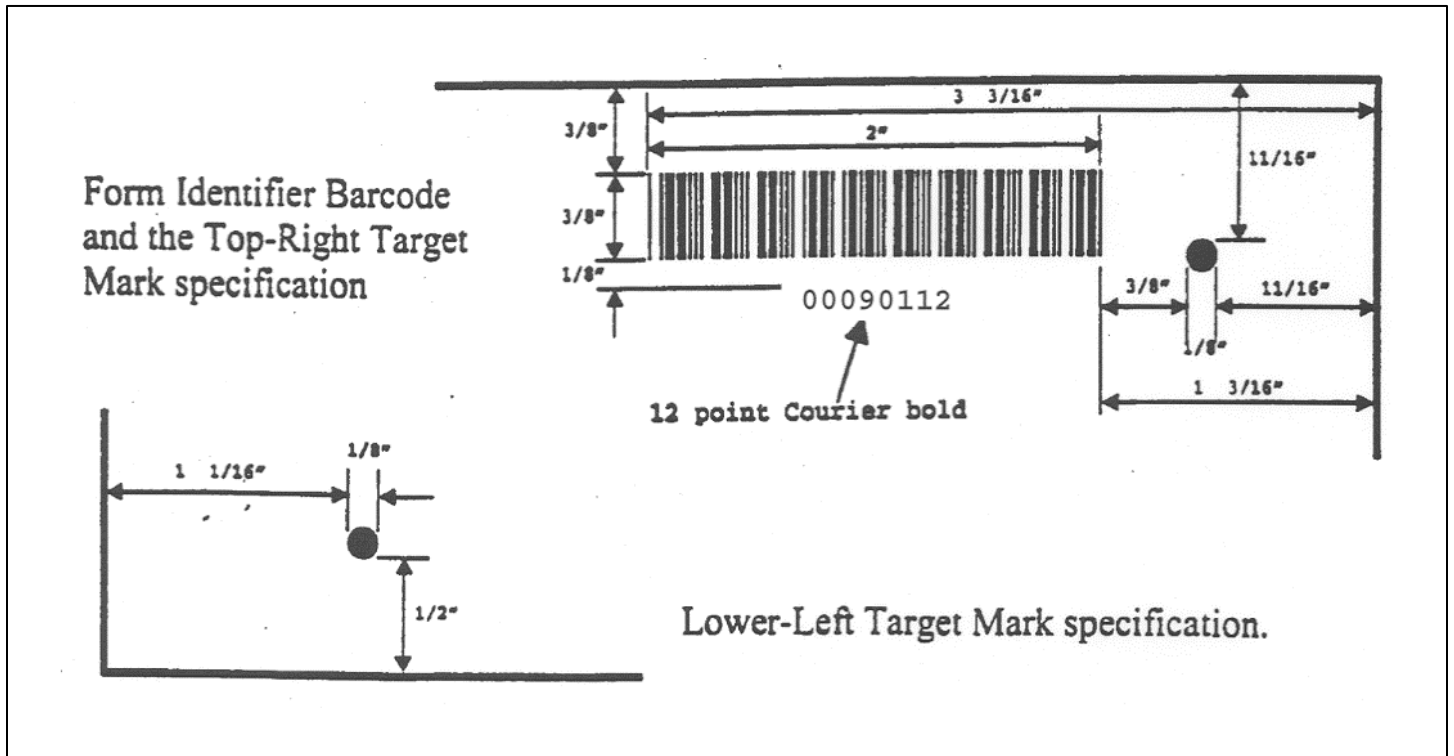 3 3/16"
3/8"
2"
11/16"
Form Identifier Barcode
and the Top-Right Target
Mark specification
3/8"
1/8"
3/8"
11/16"
00090112
1/8"
1 3/16"
12 point Courier bold
1/8"
1 1/16"
1/2"
Lower-Left Target Mark specification.